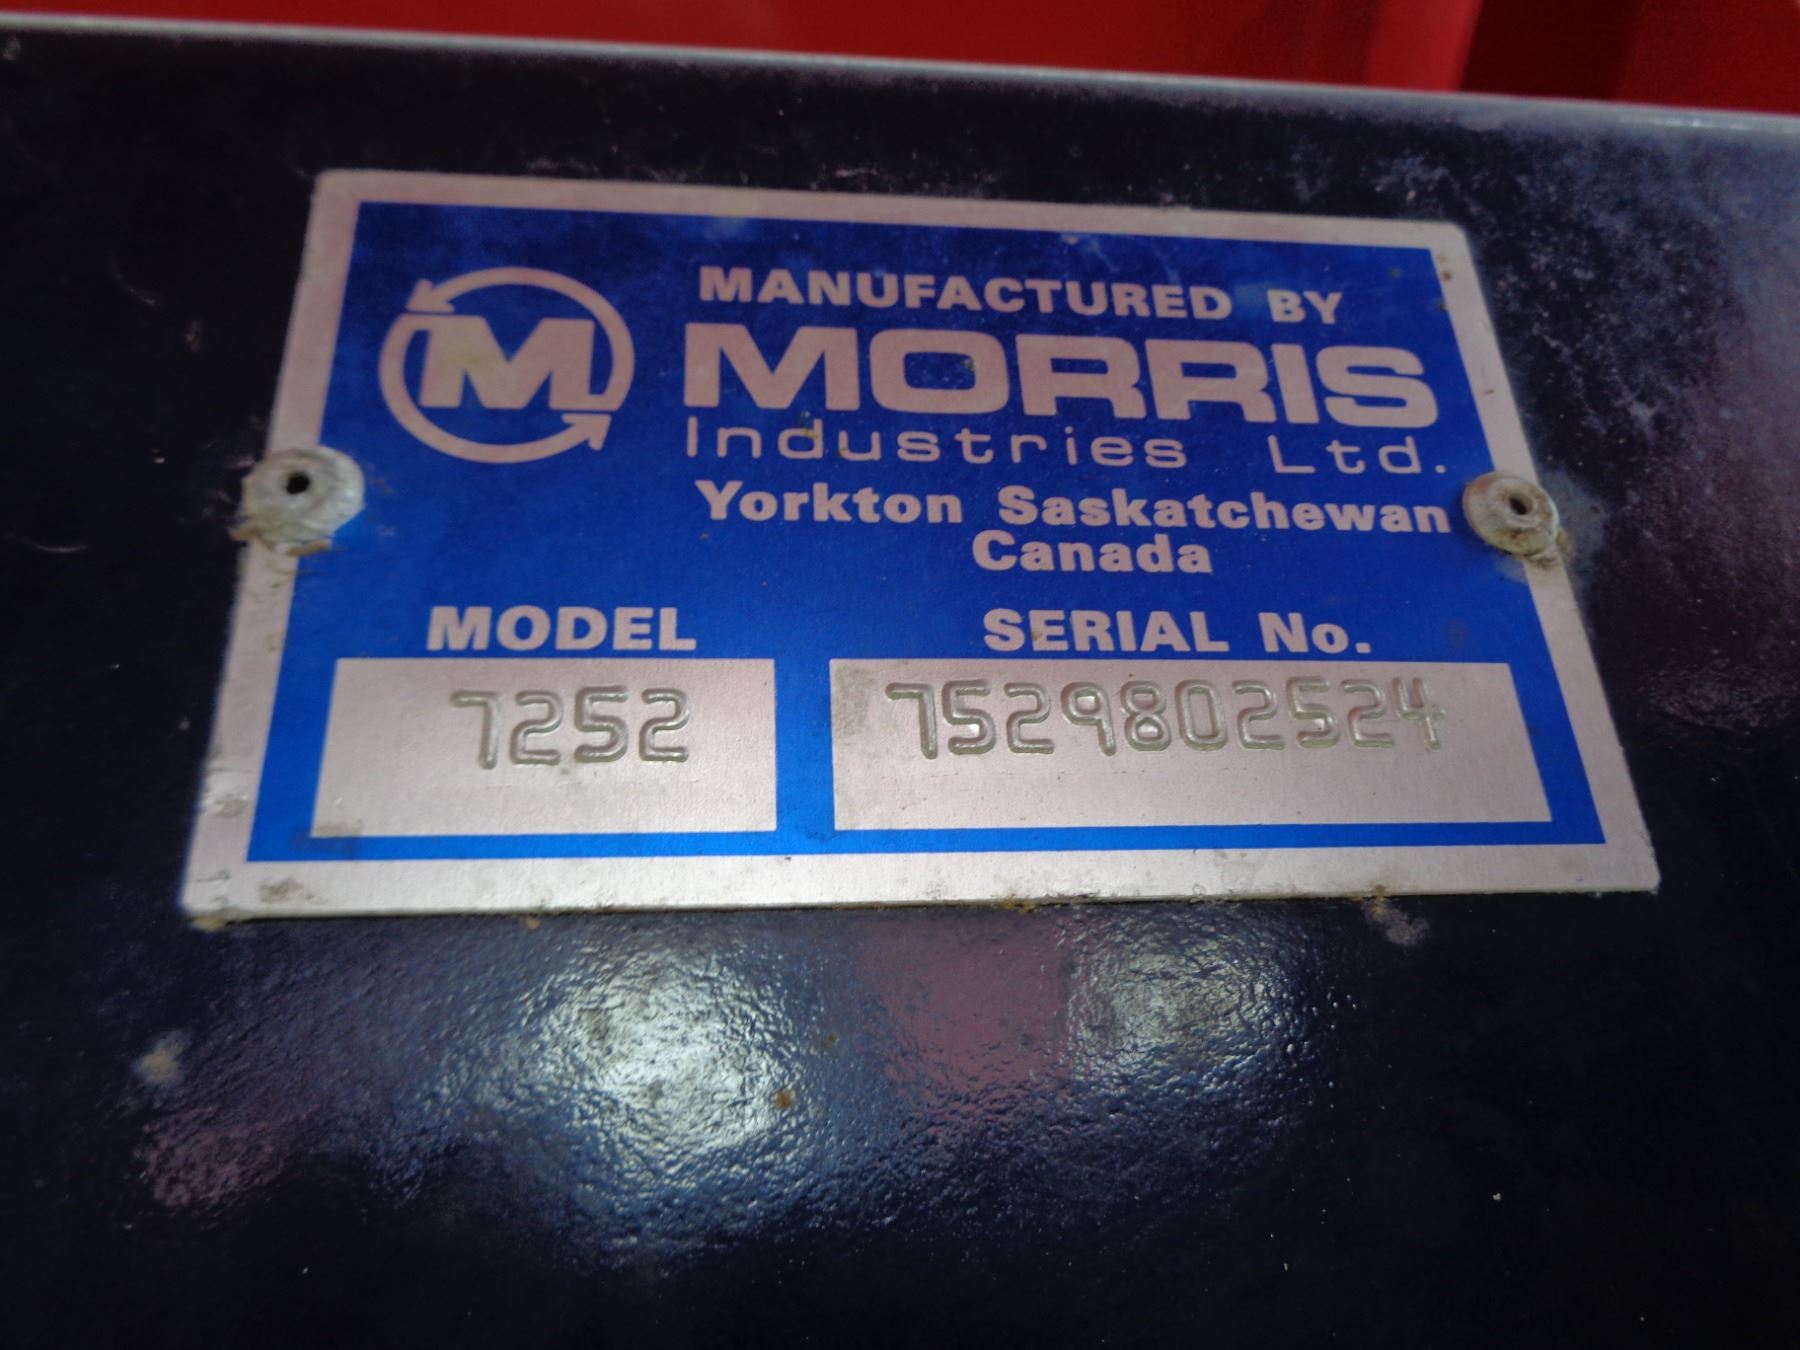 M
MANUFACTURED BY
MORRIS
Industries Ltd.
Yorkton Saskatchewan
Canada
MODEL SERIAL No.
7252 7529802524